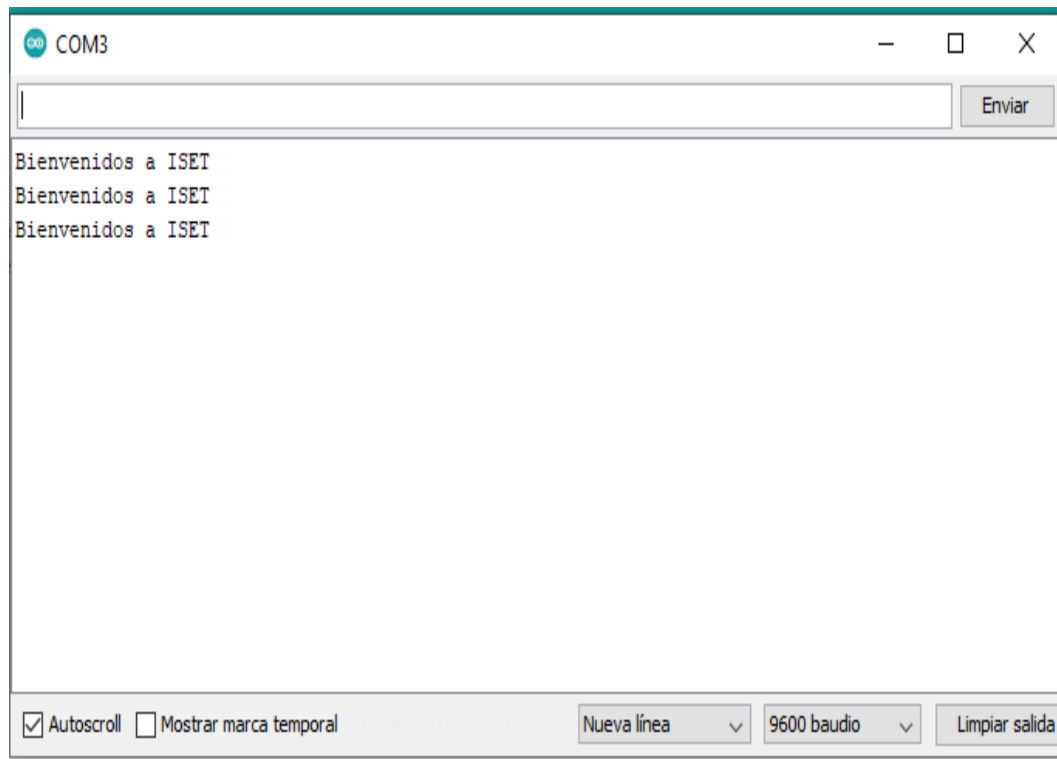 COM3
Enviar
Bienvenidos a ISET
Bienvenidos a ISET
Bienvenidos a ISET
Autoscroll Mostrar marca temporal Nueva línea 9600 baudio Limpiar salida